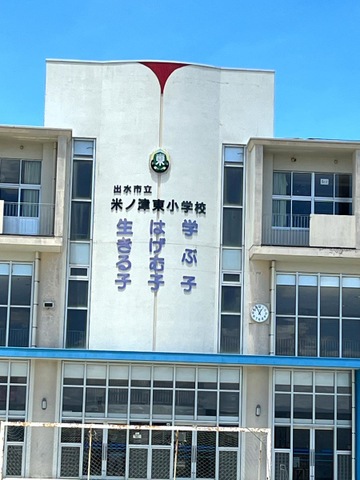 出水市立
米ノ津東小学校
学ぶ子
はげむ子
生きる子